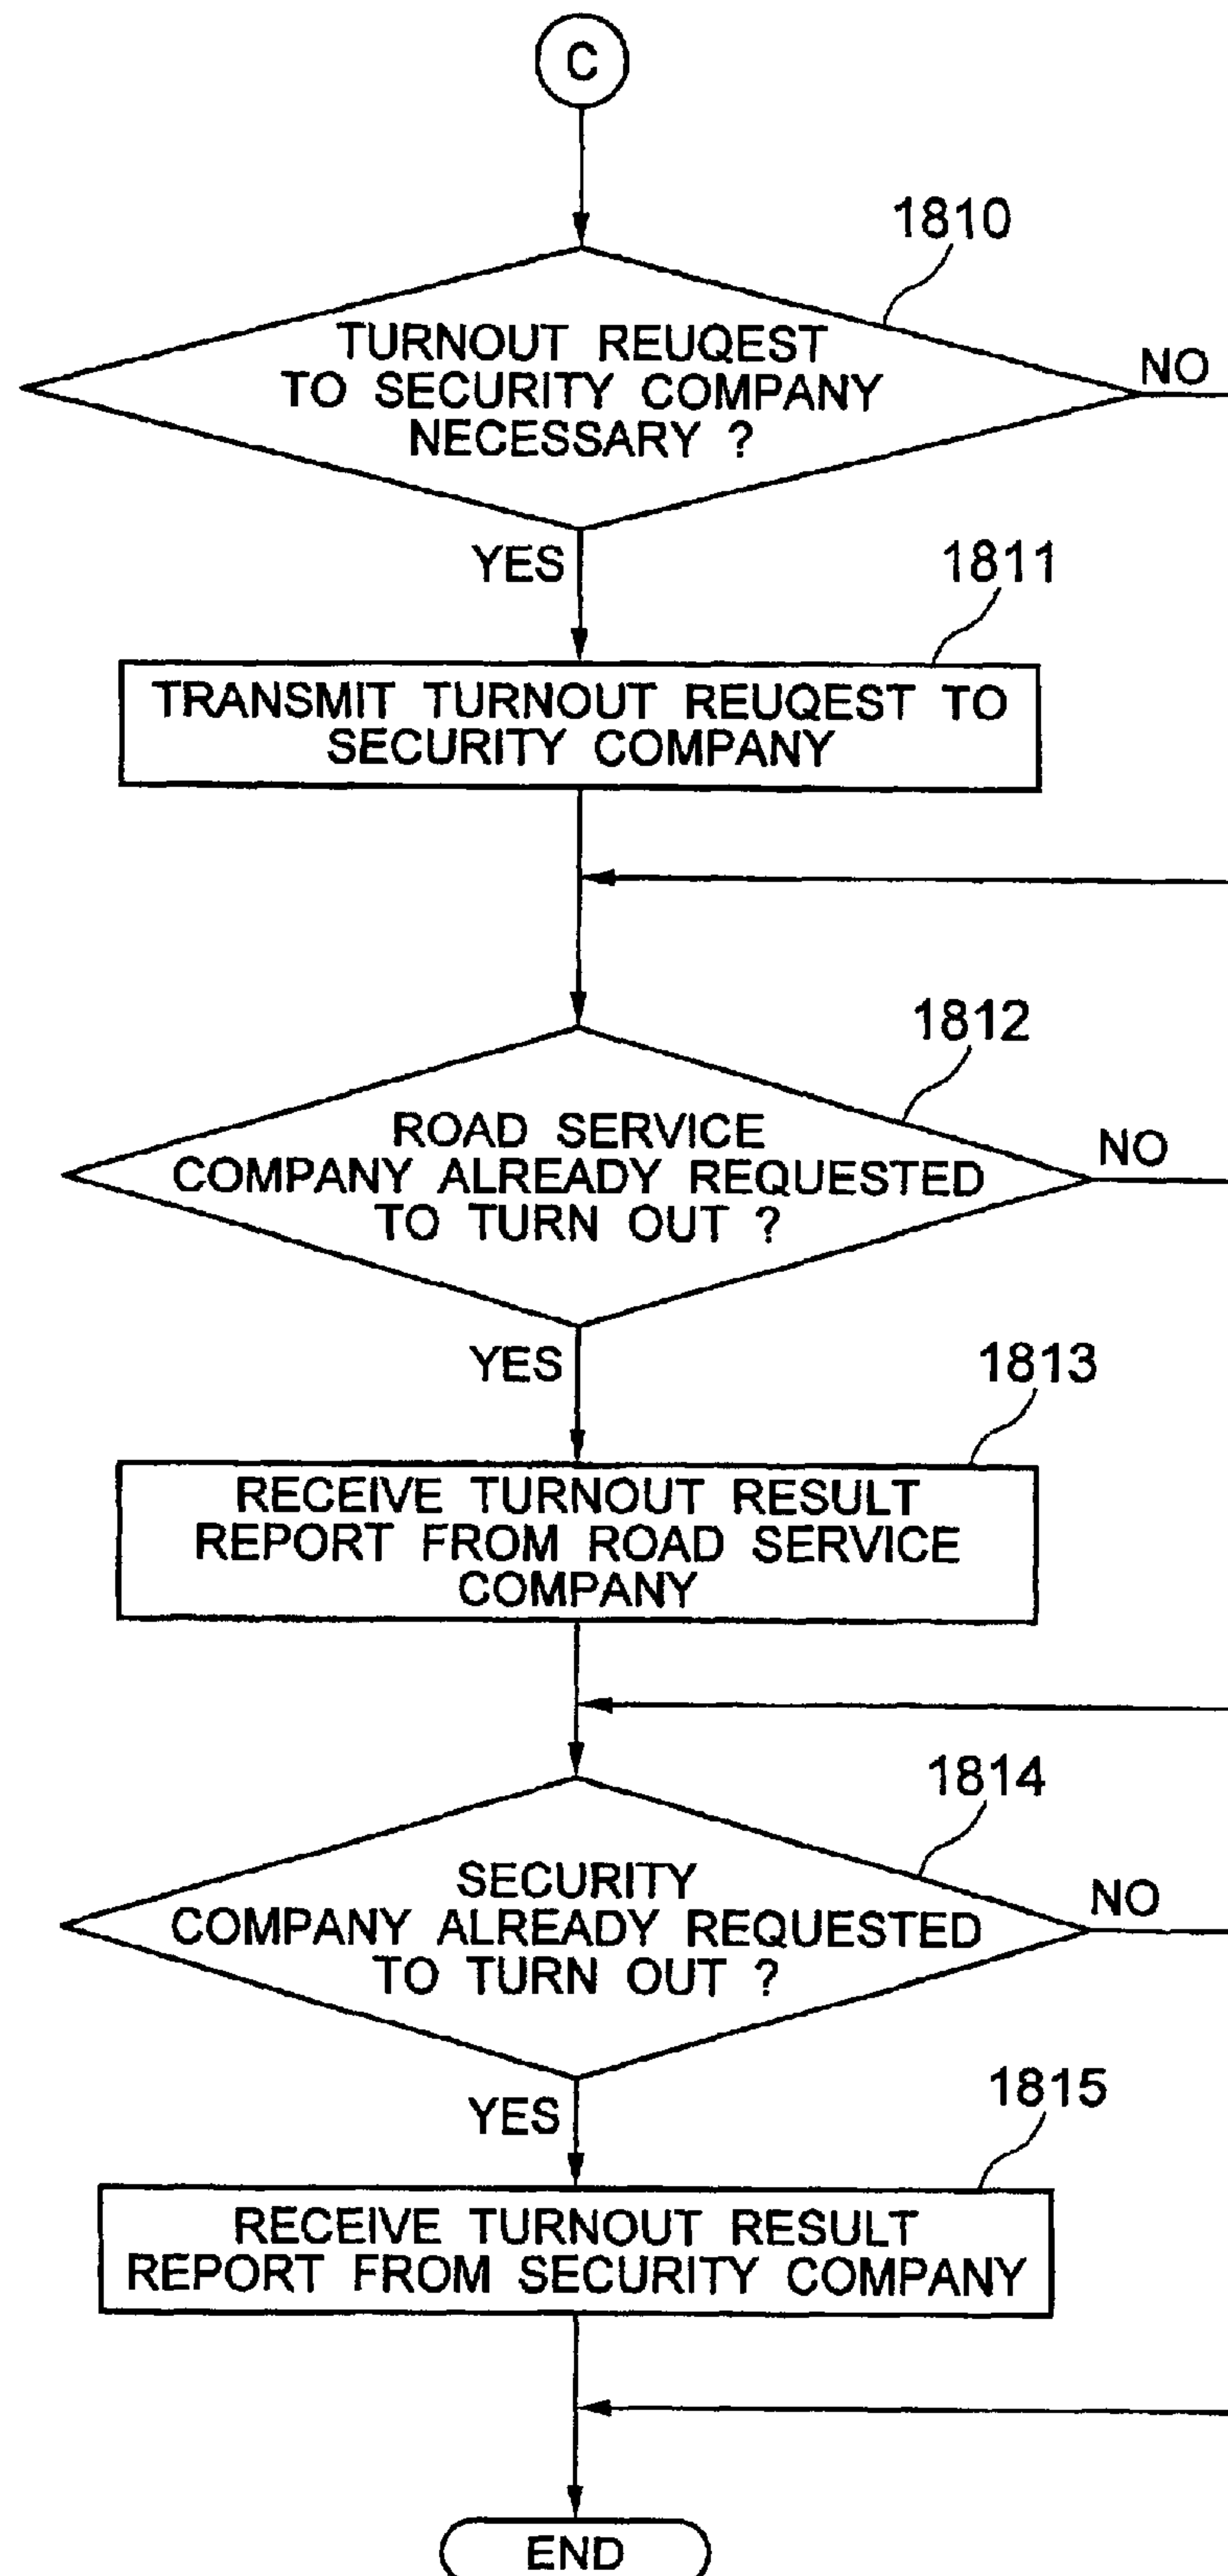 C
1810
TURNOUT REUQEST
TO SECURITY COMPANY
NECESSARY ?
NO
YES
1811
TRANSMIT TURNOUT REUQEST TO
SECURITY COMPANY
1812
ROAD SERVICE
COMPANY ALREADY REQUESTED
TO TURN OUT ?
NO
YES
1813
RECEIVE TURNOUT RESULT
REPORT FROM ROAD SERVICE
COMPANY
1814
SECURITY
COMPANY ALREADY REQUESTED
TO TURN OUT ?
NO
YES
1815
RECEIVE TURNOUT RESULT
REPORT FROM SECURITY COMPANY
END